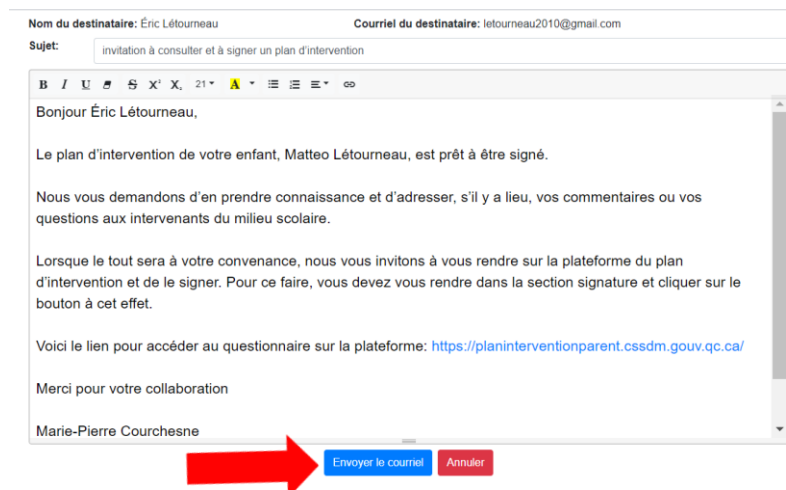 Nom du destinataire: Éric Létourneau Courriel du destinataire: letourneau2010@gmail.com
Sujet: invitation à consulter et à signer un plan d'intervention
B I U S X² X₂ 21 A
Bonjour Éric Létourneau,
Le plan d'intervention de votre enfant, Matteo Létourneau, est prêt à être signé.
Nous vous demandons d'en prendre connaissance et d'adresser, s'il y a lieu, vos commentaires ou vos
questions aux intervenants du milieu scolaire.
Lorsque le tout sera à votre convenance, nous vous invitons à vous rendre sur la plateforme du plan
d'intervention et de le signer. Pour ce faire, vous devez vous rendre dans la section signature et cliquer sur le
bouton à cet effet.
Voici le lien pour accéder au questionnaire sur la plateforme: https://planinterventionparent.cssdm.gouv.qc.ca/
Merci pour votre collaboration
Marie-Pierre Courchesne
Envoyer le courriel Annuler